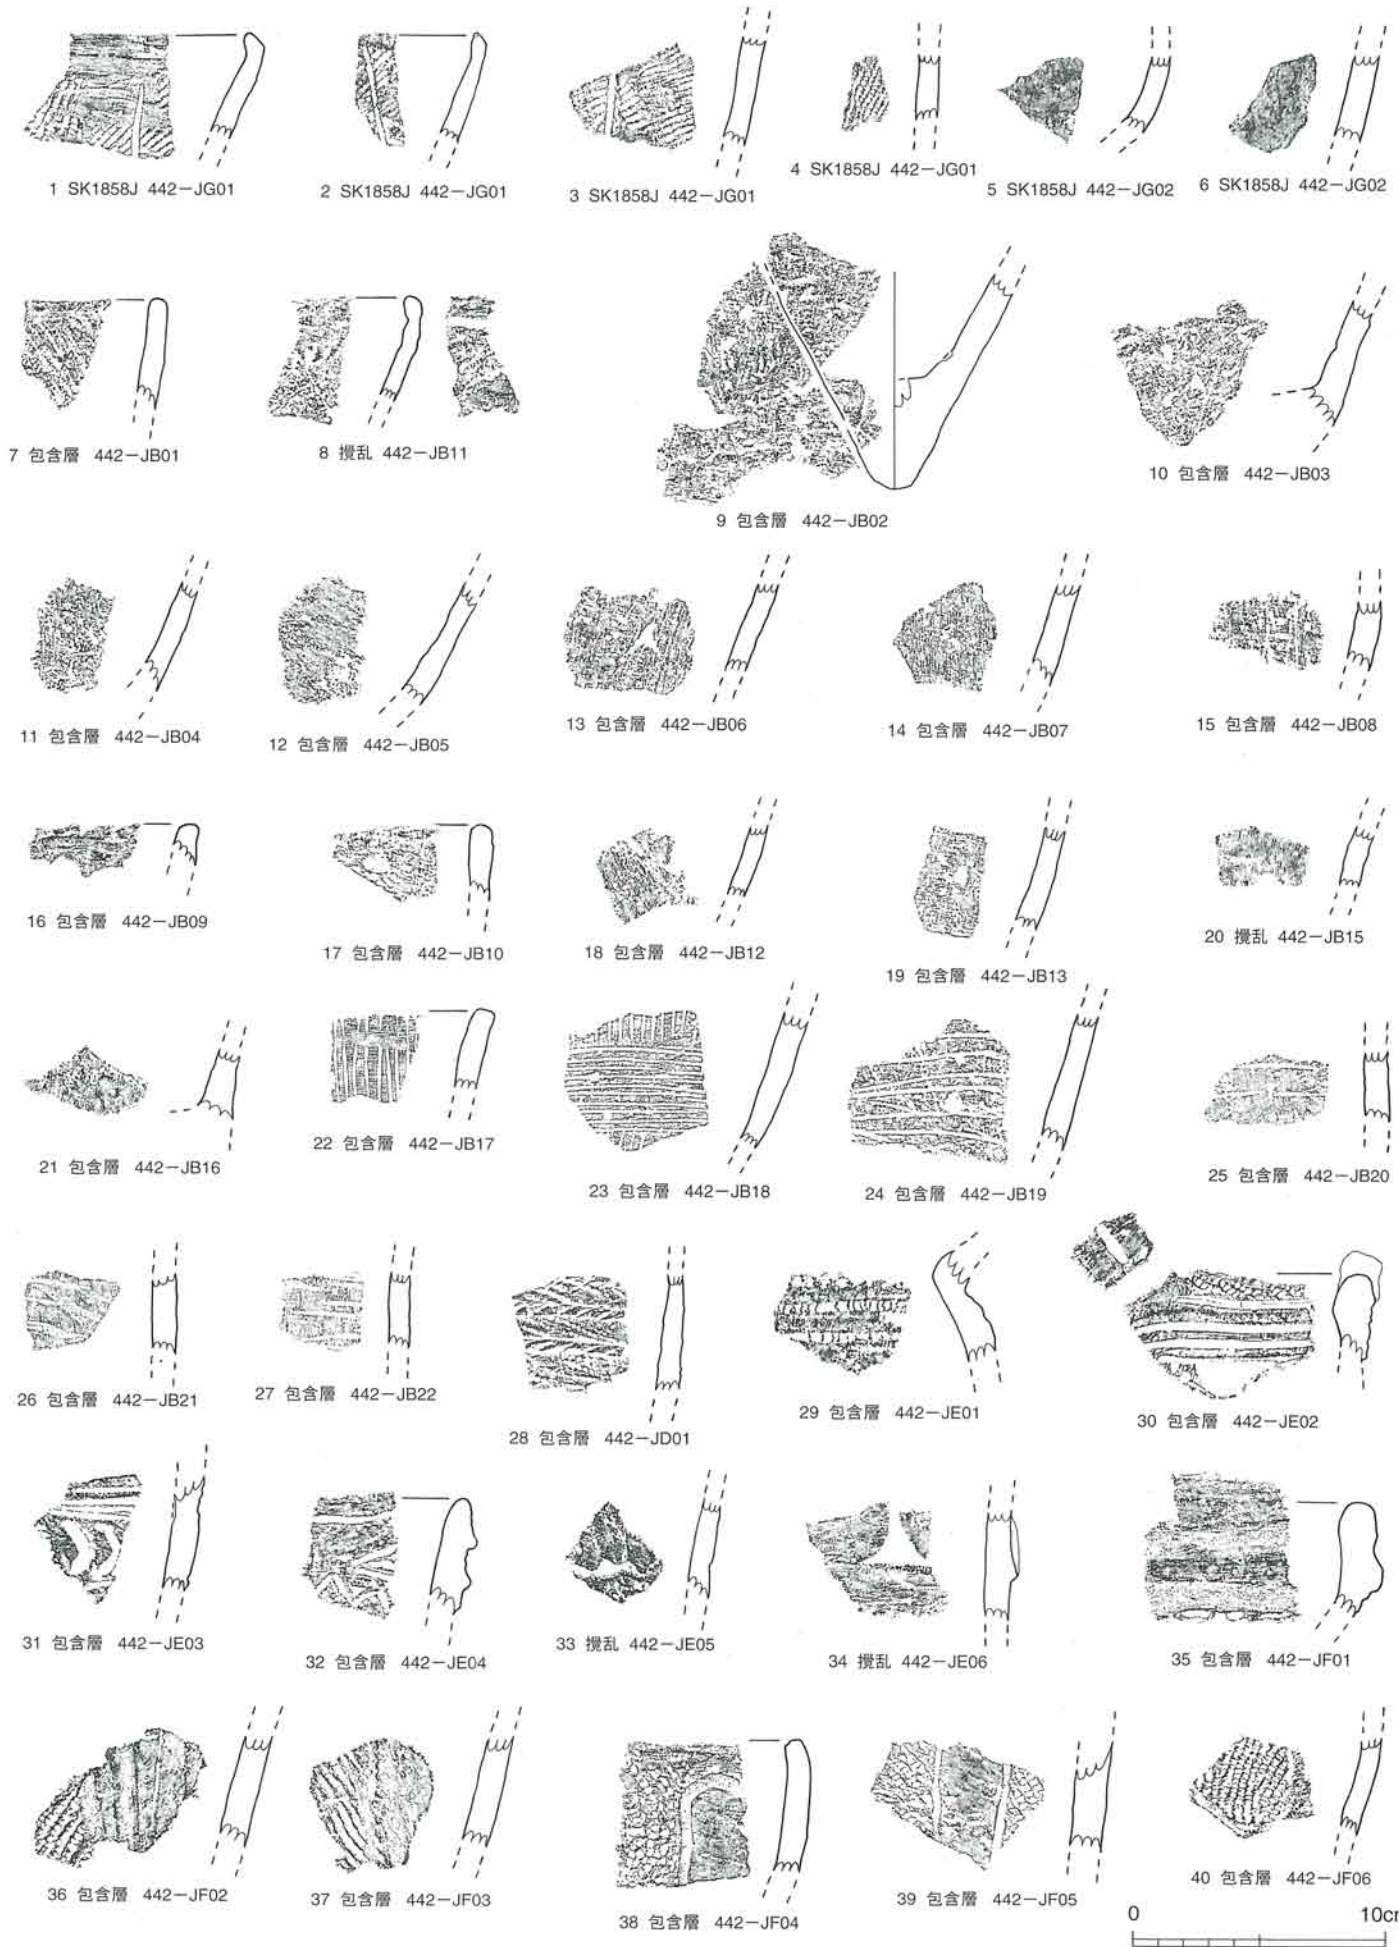 1 SK1858J 442-JG01
2 SK1858J 442-JG01
3 SK1858J 442-JG01
4 SK1858J 442-JG01
5 SK1858J 442-JG02
6 SK1858J 442-JG02
7 包含層 442-JB01
8 攪乱 442-JB11
9 包含層 442-JB02
10 包含層 442-JB03
11 包含層 442-JB04
12 包含層 442-JB05
13 包含層 442-JB06
14 包含層 442-JB07
15 包含層 442-JB08
16 包含層 442-JB09
17 包含層 442-JB10
18 包含層 442-JB12
19 包含層 442-JB13
20 攪乱 442-JB15
21 包含層 442-JB16
22 包含層 442-JB17
23 包含層 442-JB18
24 包含層 442-JB19
25 包含層 442-JB20
26 包含層 442-JB21
27 包含層 442-JB22
28 包含層 442-JD01
29 包含層 442-JE01
30 包含層 442-JE02
31 包含層 442-JE03
32 包含層 442-JE04
33 攪乱 442-JE05
34 攪乱 442-JE06
35 包含層 442-JF01
36 包含層 442-JF02
37 包含層 442-JF03
38 包含層 442-JF04
39 包含層 442-JF05
40 包含層 442-JF06
0 10cm